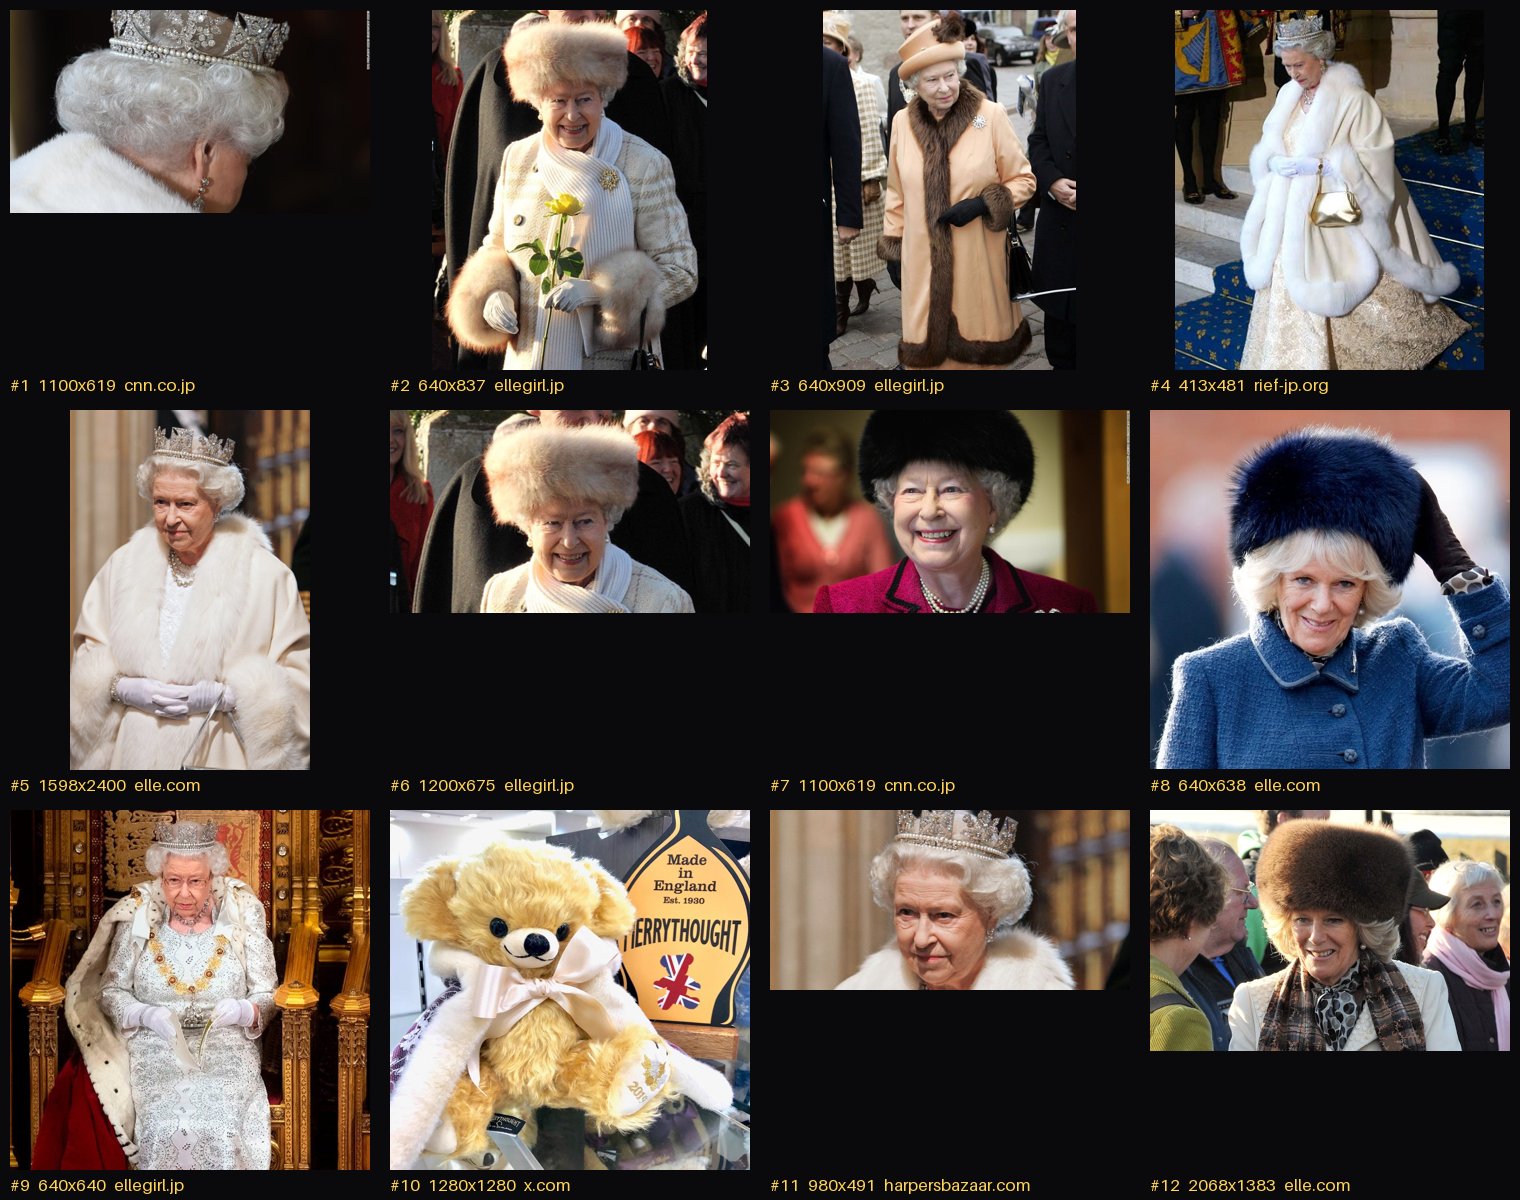 #1 1100x619 cnn.co.jp
#2 640x837 ellegirl.jp
#3 640x909 ellegirl.jp
#4 413x481 rief-jp.org
#5 1598x2400 elle.com
#6 1200x675 ellegirl.jp
#7 1100x619 cnn.co.jp
#8 640x638 elle.com
Made
in
England
Est. 1930
MERRYTHOUGHT
2019
#9 640x640 ellegirl.jp
#10 1280x1280 x.com
#11 980x491 harpersbazaar.com
#12 2068x1383 elle.com